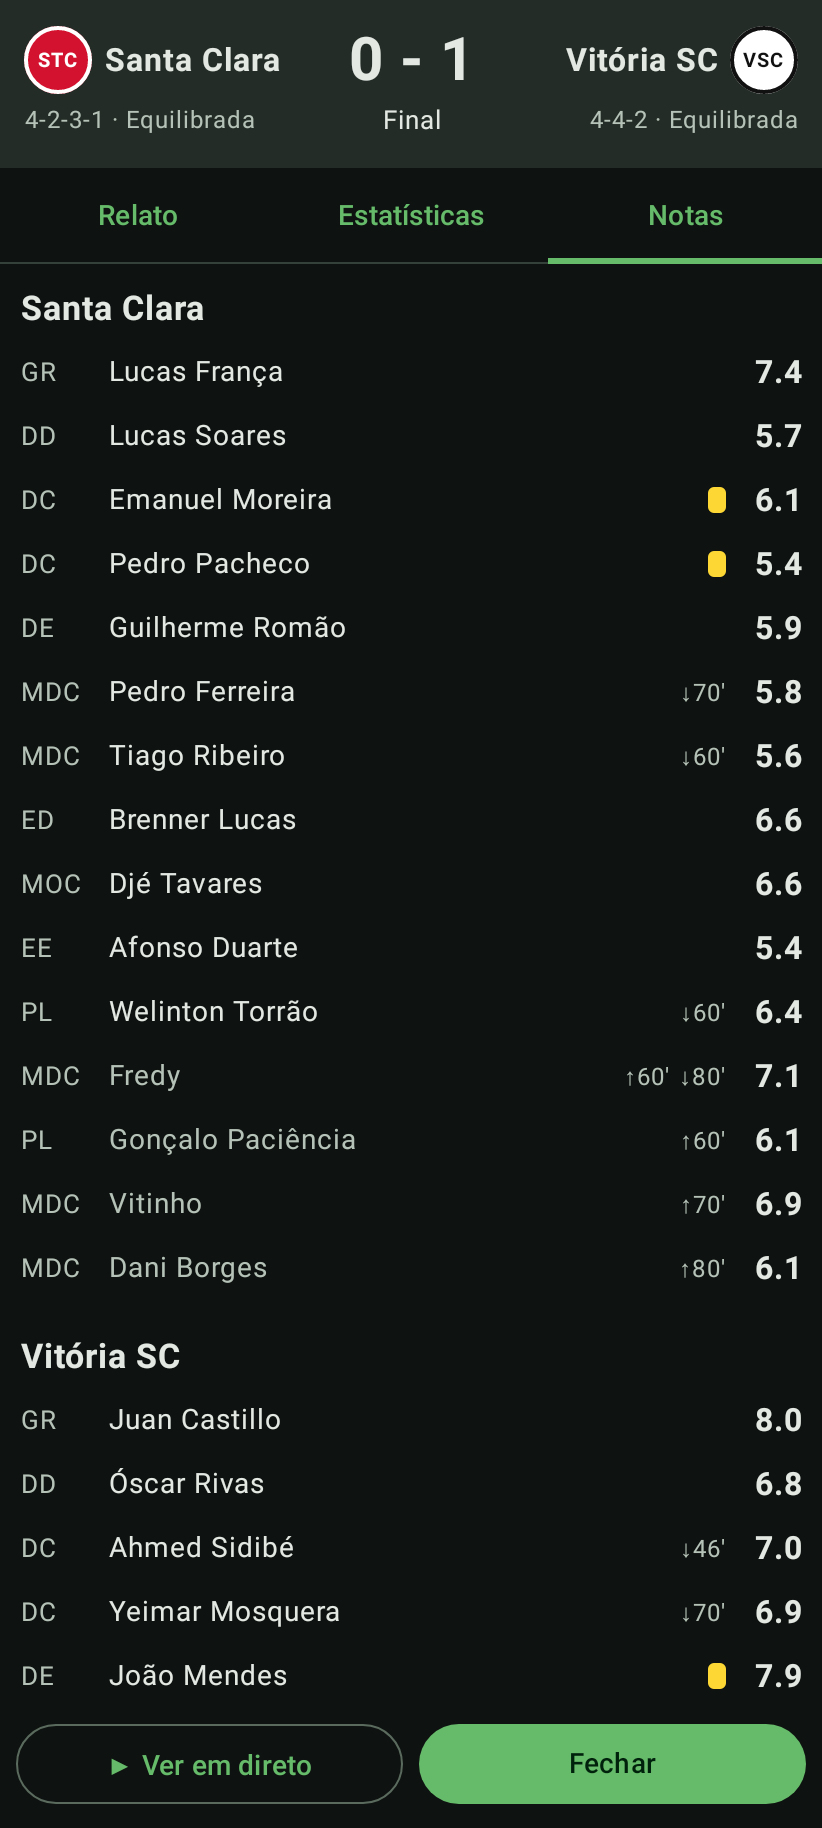 STC Santa Clara 0 - 1 Vitória SC VSC
4-2-3-1 · Equilibrada Final 4-4-2 · Equilibrada
Relato Estatísticas Notas
Santa Clara
GR Lucas França 7.4
DD Lucas Soares 5.7
DC Emanuel Moreira 6.1
DC Pedro Pacheco 5.4
DE Guilherme Romão 5.9
MDC Pedro Ferreira ↓70' 5.8
MDC Tiago Ribeiro ↓60' 5.6
ED Brenner Lucas 6.6
MOC Djé Tavares 6.6
EE Afonso Duarte 5.4
PL Welinton Torrão ↓60' 6.4
MDC Fredy ↑60' ↓80' 7.1
PL Gonçalo Paciência ↑60' 6.1
MDC Vitinho ↑70' 6.9
MDC Dani Borges ↑80' 6.1
Vitória SC
GR Juan Castillo 8.0
DD Óscar Rivas 6.8
DC Ahmed Sidibé ↓46' 7.0
DC Yeimar Mosquera ↓70' 6.9
DE João Mendes 7.9
► Ver em direto Fechar